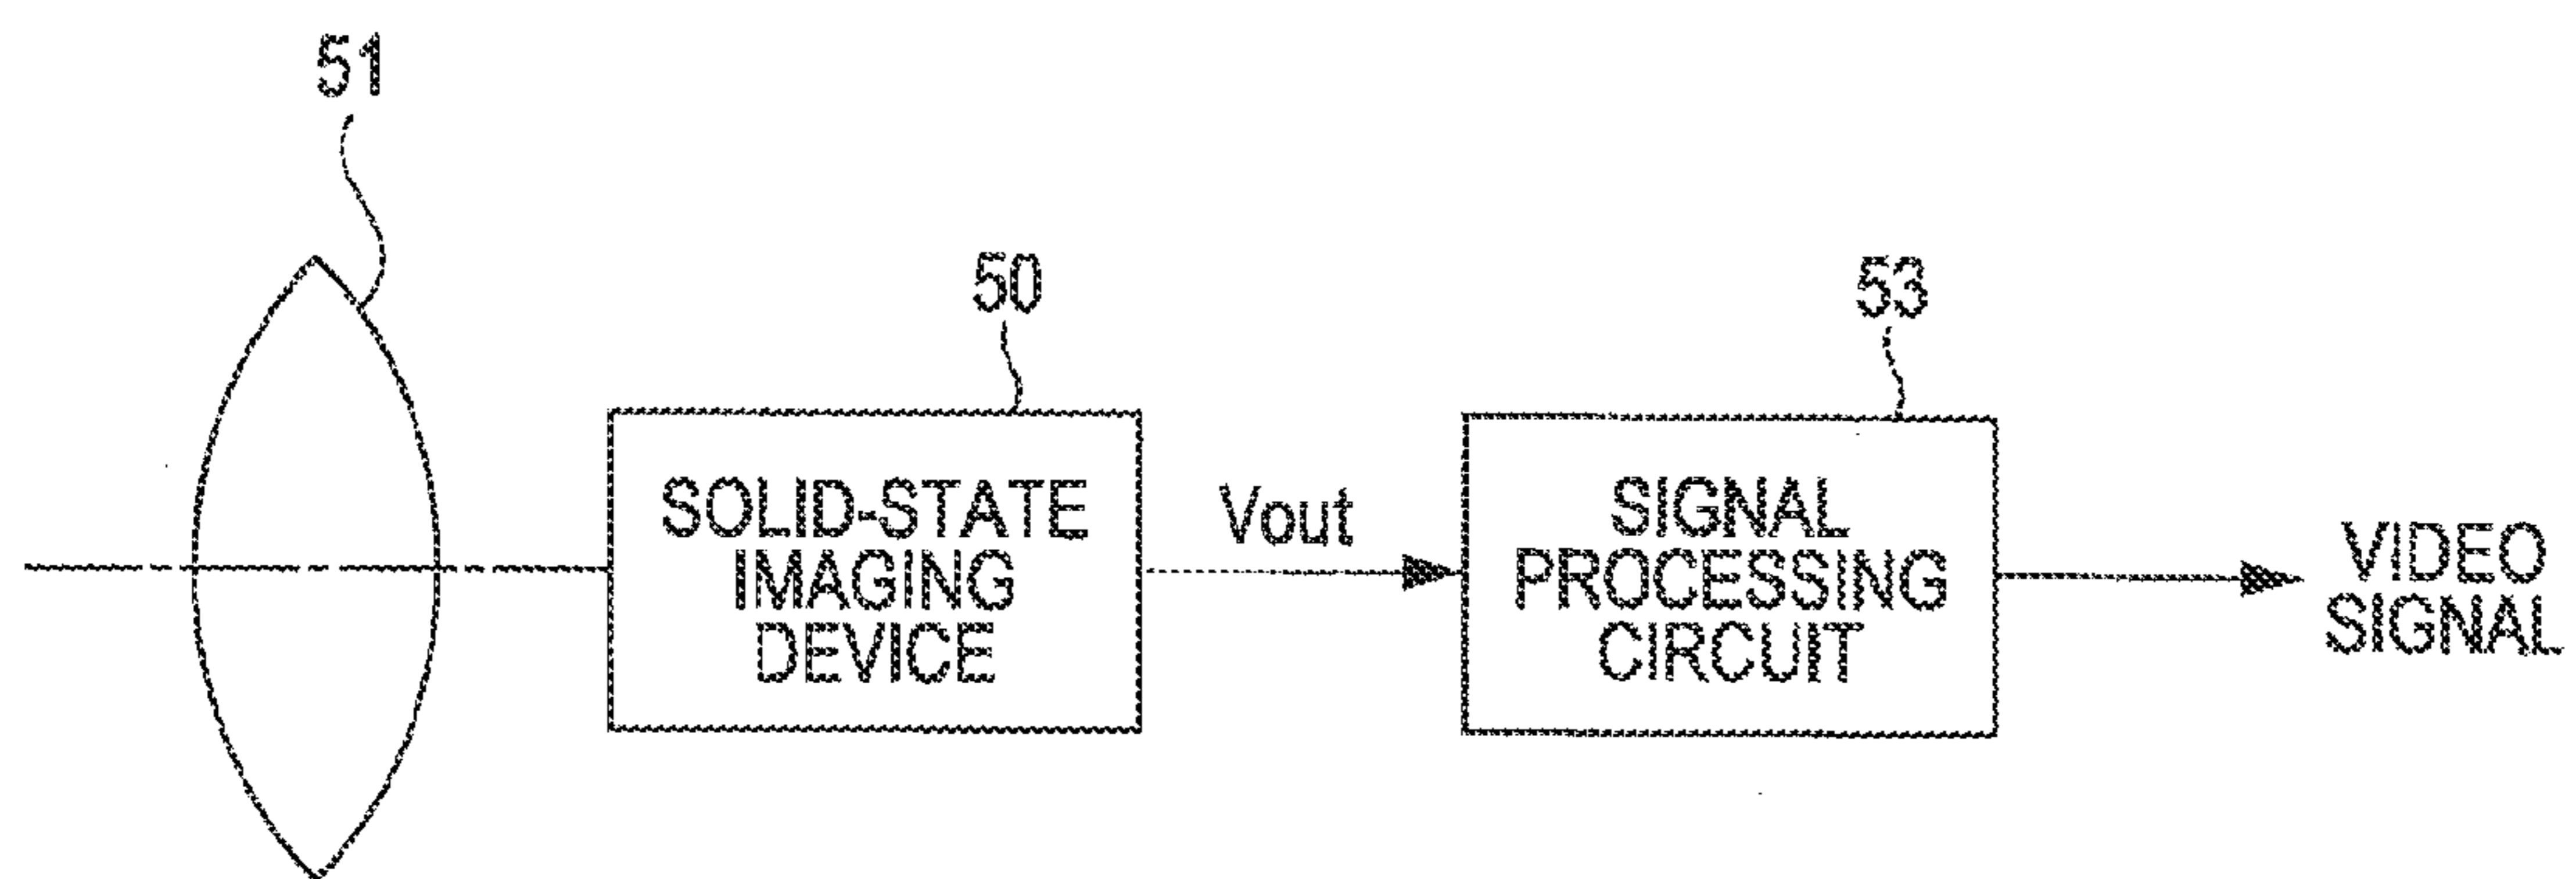 51
50
53
SOLID-STATE
IMAGING
DEVICE
Vout
SIGNAL
PROCESSING
CIRCUIT
VIDEO
SIGNAL